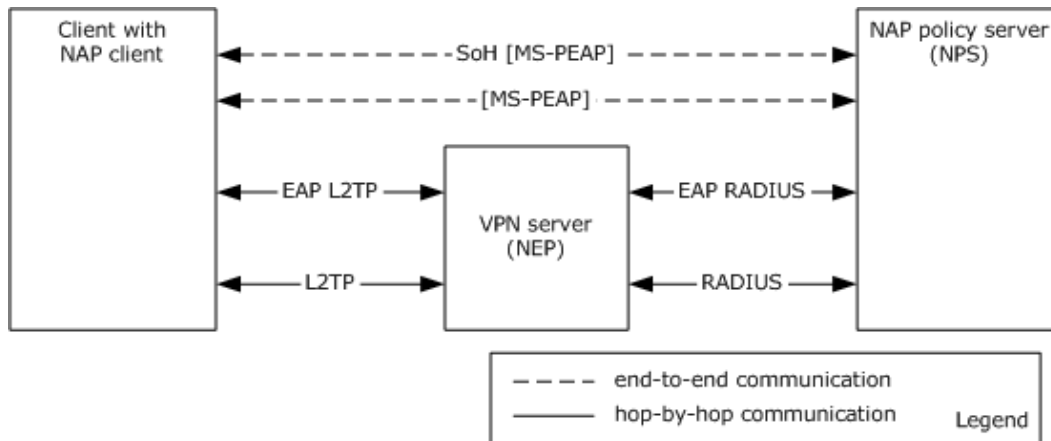 Client with
NAP client
NAP policy server
(NPS)
SoH [MS-PEAP]
[MS-PEAP]
EAP L2TP
EAP RADIUS
VPN server
(NEP)
L2TP
RADIUS
end-to-end communication
hop-by-hop communication
Legend